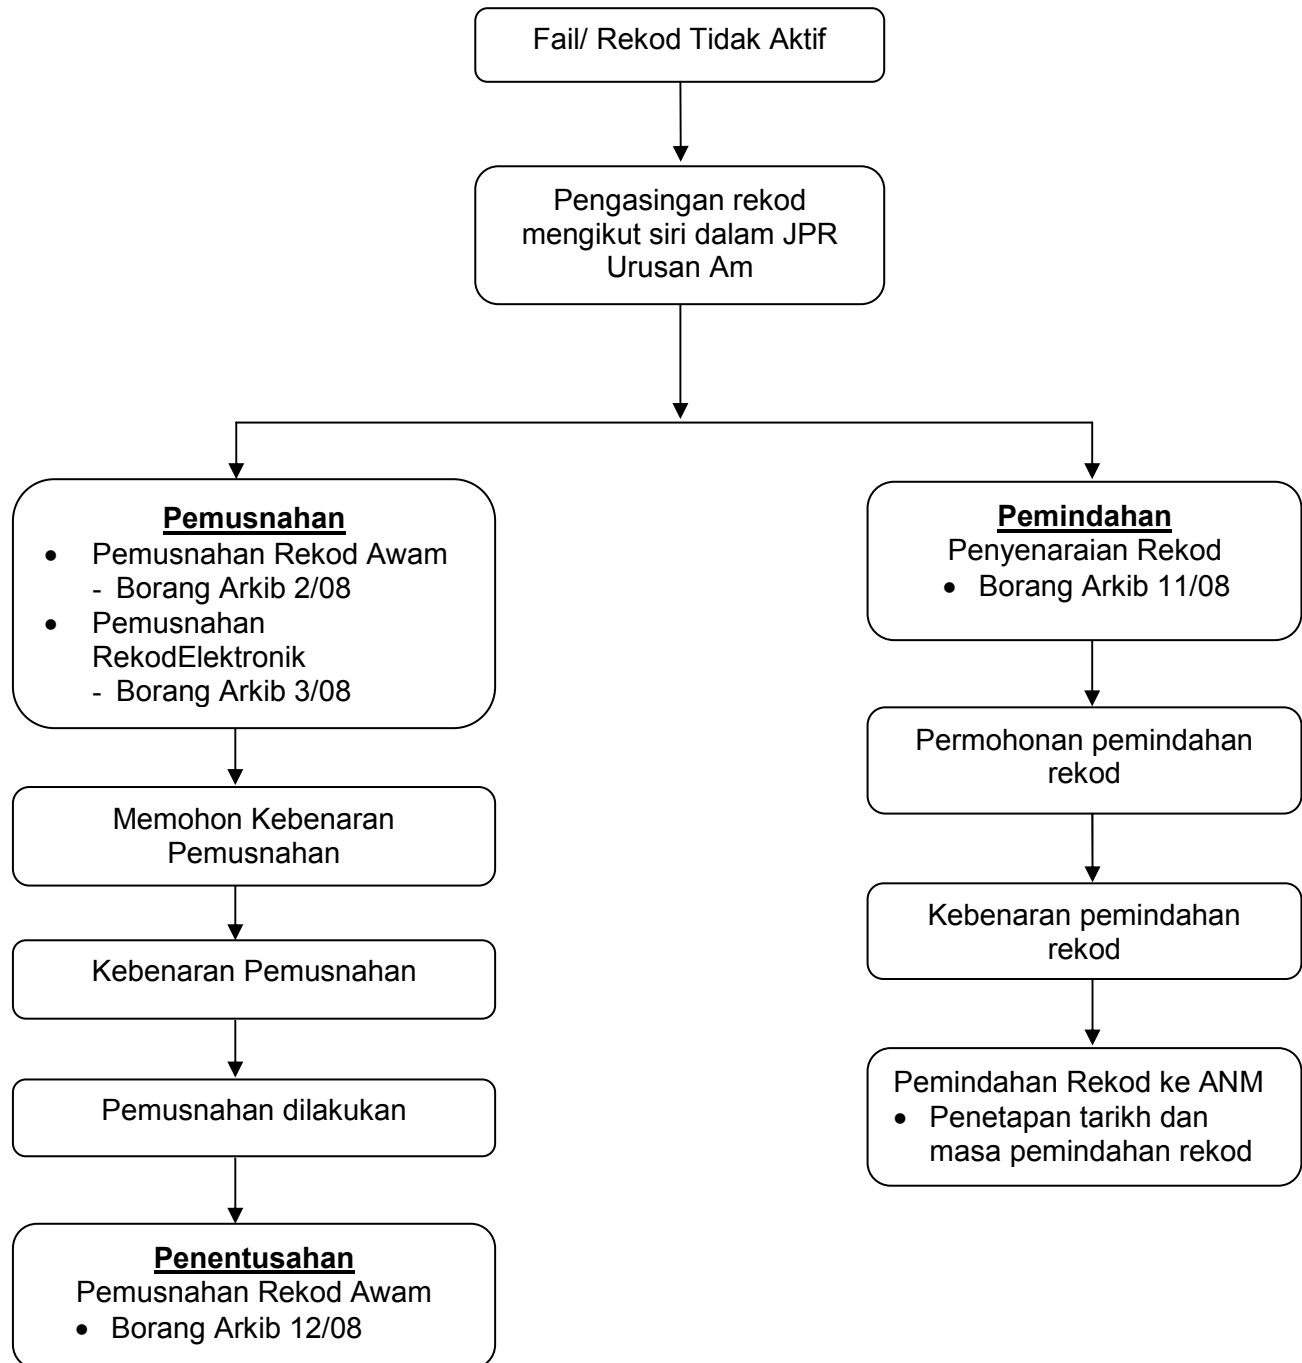 Fail/ Rekod Tidak Aktif
Pengasingan rekod
mengikut siri dalam JPR
Urusan Am
Pemusnahan
• Pemusnahan Rekod Awam
- Borang Arkib 2/08
• Pemusnahan
RekodElektronik
- Borang Arkib 3/08
Memohon Kebenaran
Pemusnahan
Kebenaran Pemusnahan
Pemusnahan dilakukan
Penentusahan
Pemusnahan Rekod Awam
• Borang Arkib 12/08
Pemindahan
Penyenaraian Rekod
• Borang Arkib 11/08
Permohonan pemindahan
rekod
Kebenaran pemindahan
rekod
Pemindahan Rekod ke ANM
• Penetapan tarikh dan
masa pemindahan rekod